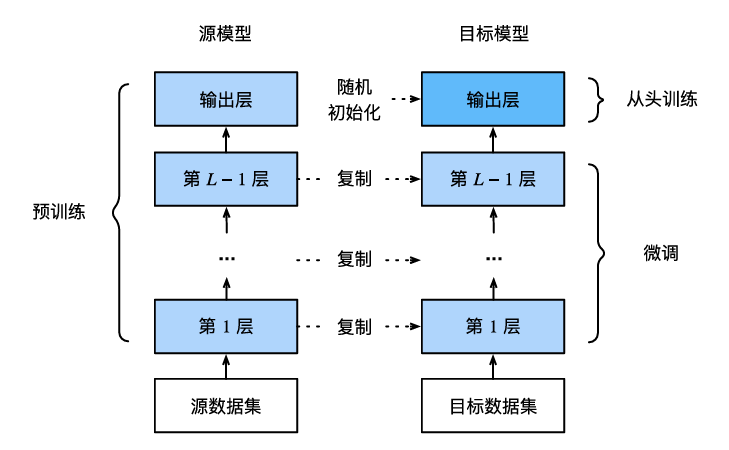 源模型
目标模型
输出层
随机
初始化
输出层
从头训练
第 L − 1 层
复制
第 L − 1 层
预训练
...
复制
...
微调
第 1 层
复制
第 1 层
源数据集
目标数据集